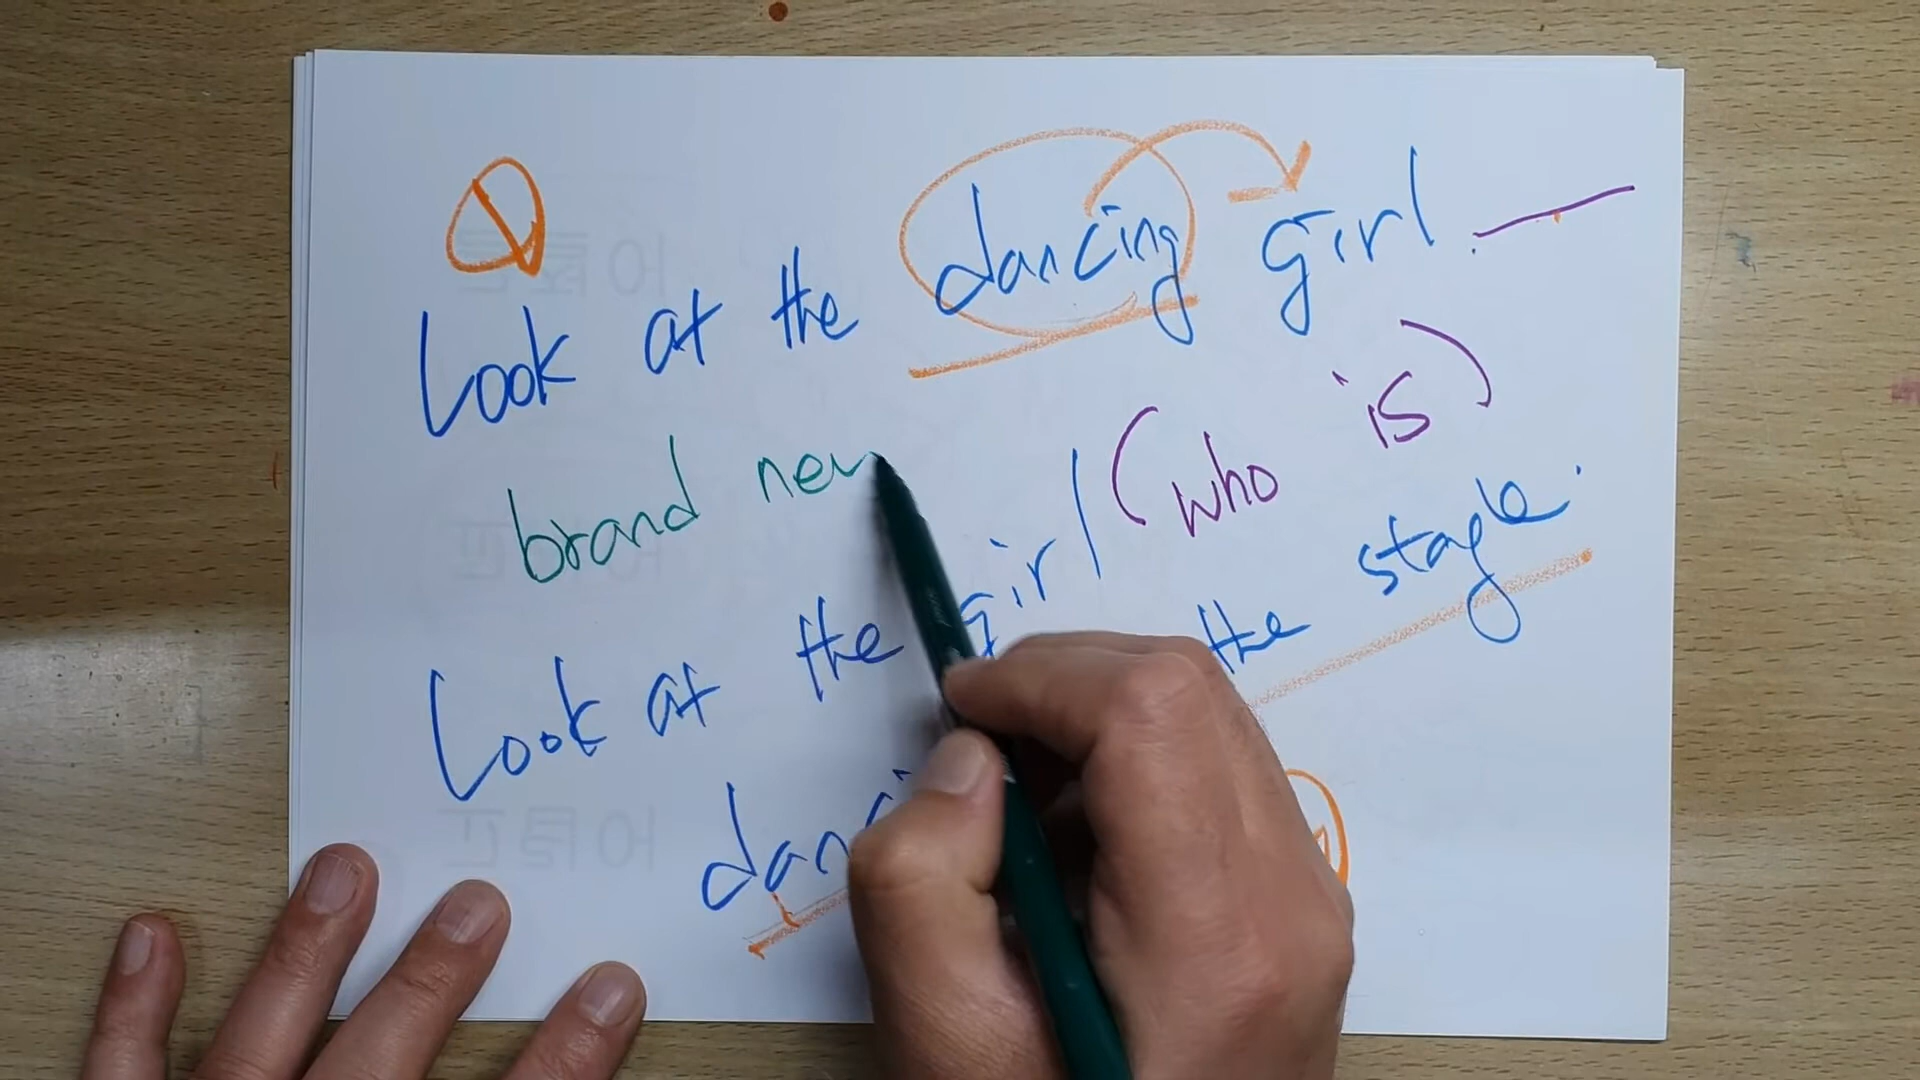 Look at the dancing girl.
brand new
(who is)
Look at the girl the stage.